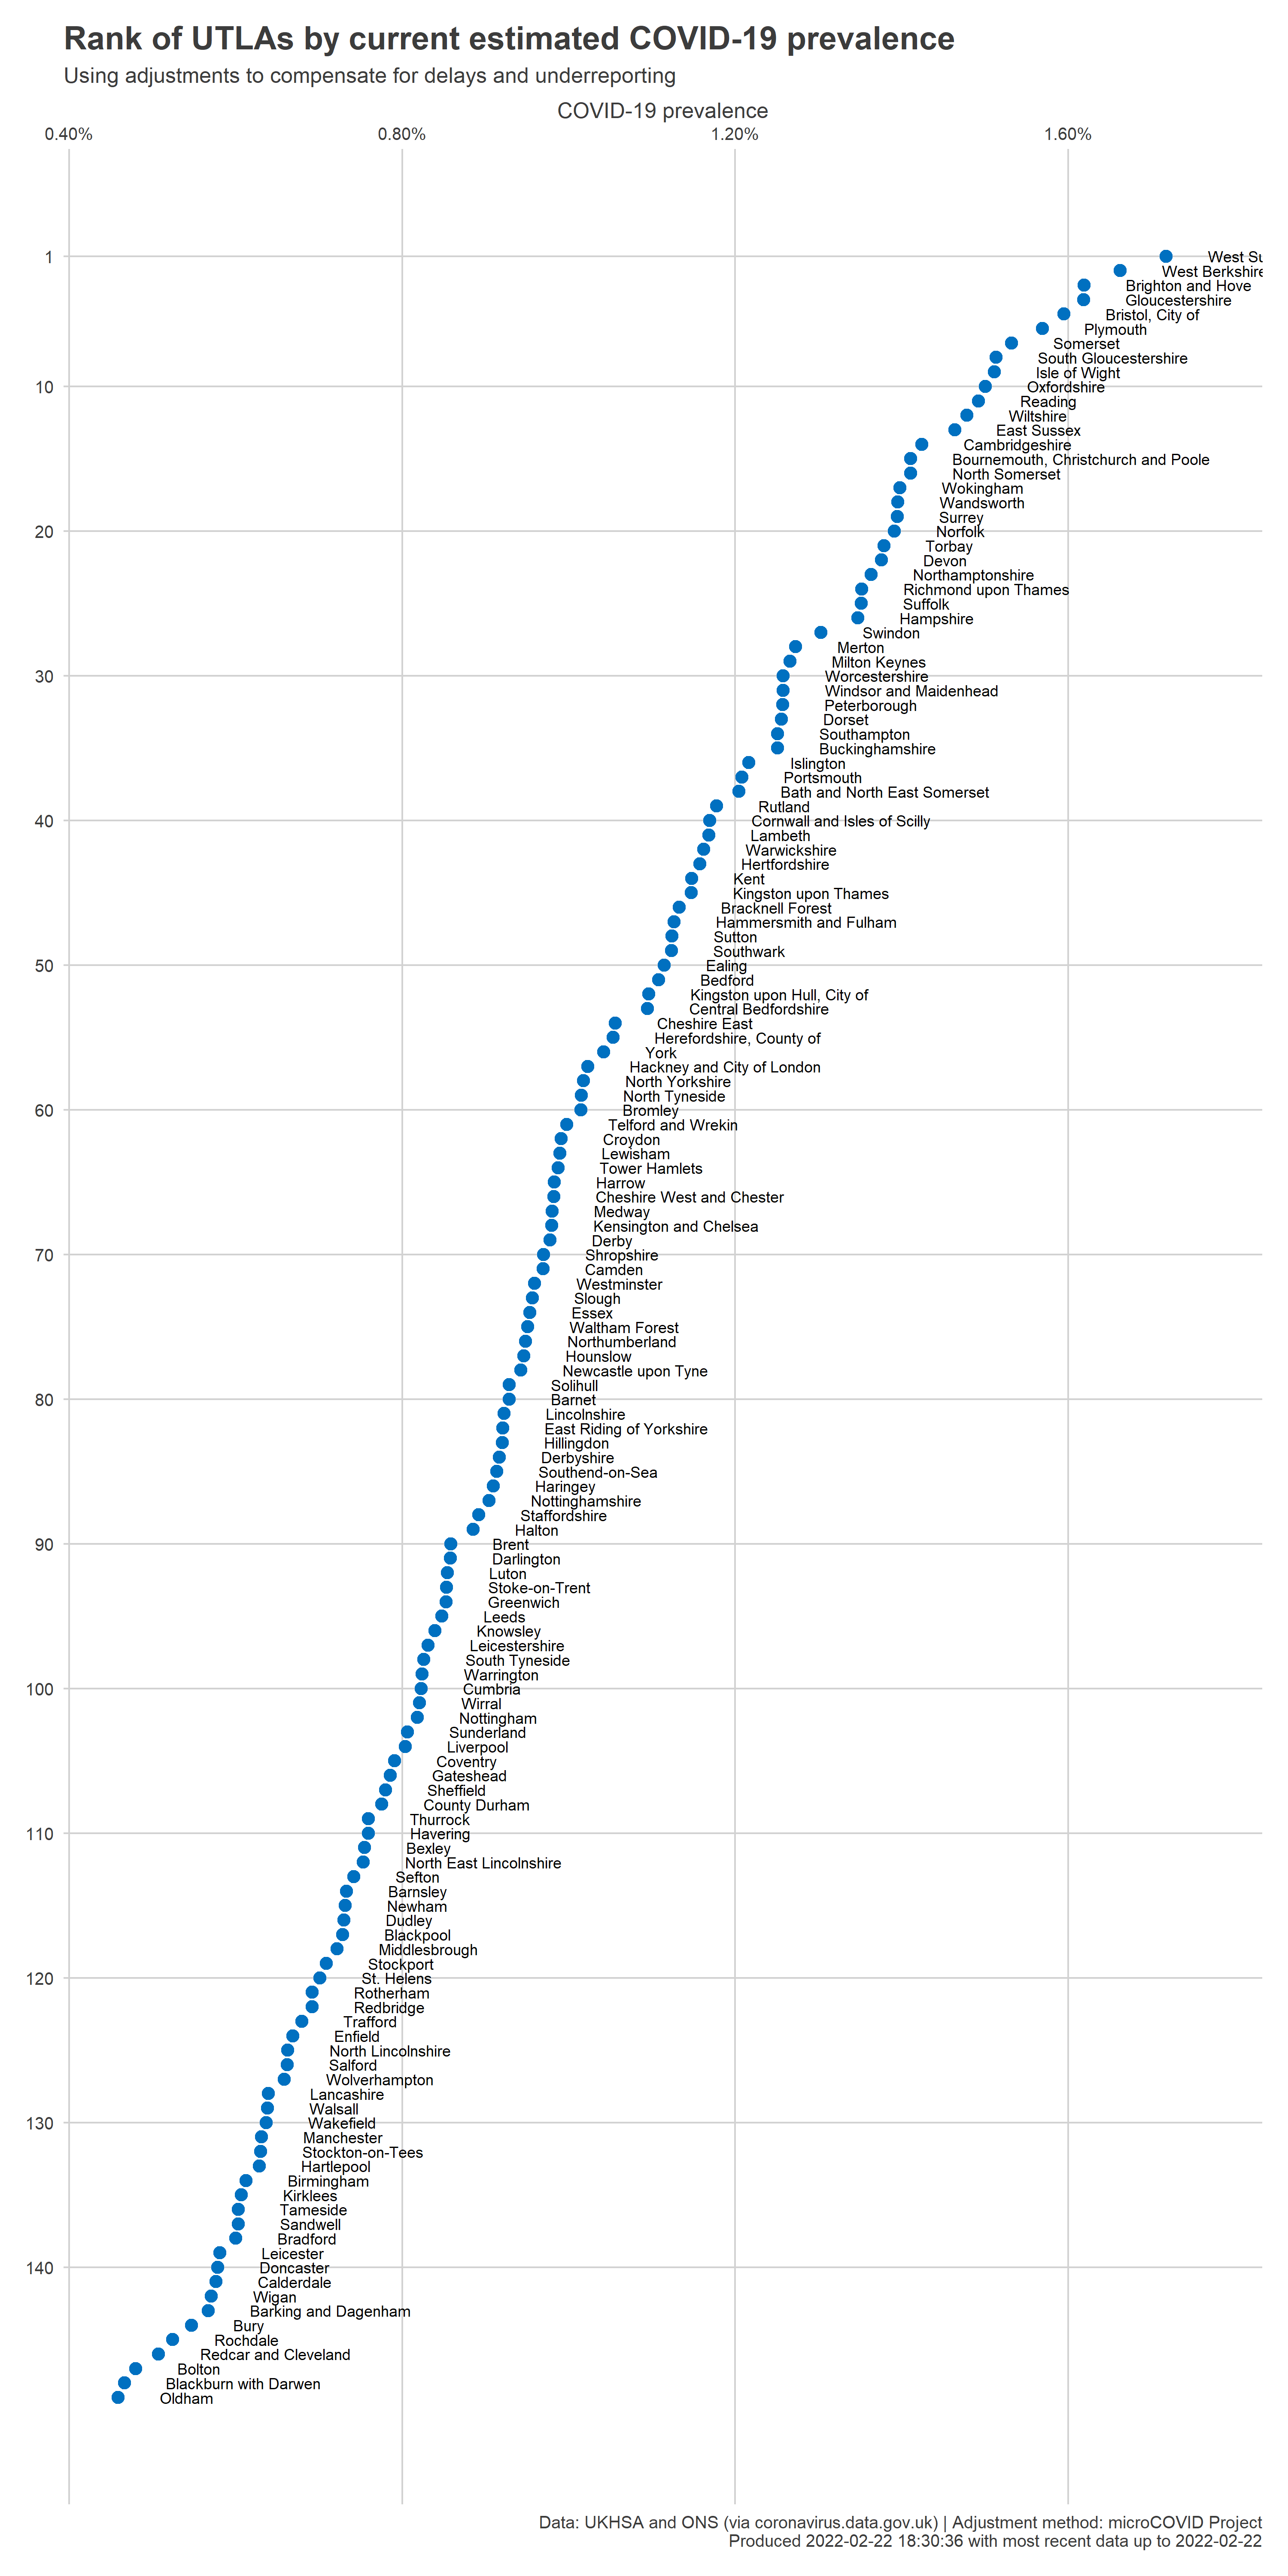 Rank of UTLAs by current estimated COVID-19 prevalence
Using adjustments to compensate for delays and underreporting
COVID-19 prevalence
0.40% 0.80% 1.20% 1.60%
1 West Su
West Berkshire
Brighton and Hove
Gloucestershire
Bristol, City of
Plymouth
Somerset
South Gloucestershire
Isle of Wight
10 Oxfordshire
Reading
Wiltshire
East Sussex
Cambridgeshire
Bournemouth, Christchurch and Poole
North Somerset
Wokingham
Wandsworth
Surrey
20 Norfolk
Torbay
Devon
Northamptonshire
Richmond upon Thames
Suffolk
Hampshire
Swindon
Merton
Milton Keynes
30 Worcestershire
Windsor and Maidenhead
Peterborough
Dorset
Southampton
Buckinghamshire
Islington
Portsmouth
Bath and North East Somerset
Rutland
40 Cornwall and Isles of Scilly
Lambeth
Warwickshire
Hertfordshire
Kent
Kingston upon Thames
Bracknell Forest
Hammersmith and Fulham
Sutton
Southwark
50 Ealing
Bedford
Kingston upon Hull, City of
Central Bedfordshire
Cheshire East
Herefordshire, County of
York
Hackney and City of London
North Yorkshire
North Tyneside
60 Bromley
Telford and Wrekin
Croydon
Lewisham
Tower Hamlets
Harrow
Cheshire West and Chester
Medway
Kensington and Chelsea
Derby
70 Shropshire
Camden
Westminster
Slough
Essex
Waltham Forest
Northumberland
Hounslow
Newcastle upon Tyne
Solihull
80 Barnet
Lincolnshire
East Riding of Yorkshire
Hillingdon
Derbyshire
Southend-on-Sea
Haringey
Nottinghamshire
Staffordshire
Halton
90 Brent
Darlington
Luton
Stoke-on-Trent
Greenwich
Leeds
Knowsley
Leicestershire
South Tyneside
Warrington
100 Cumbria
Wirral
Nottingham
Sunderland
Liverpool
Coventry
Gateshead
Sheffield
County Durham
Thurrock
110 Havering
Bexley
North East Lincolnshire
Sefton
Barnsley
Newham
Dudley
Blackpool
Middlesbrough
Stockport
120 St. Helens
Rotherham
Redbridge
Trafford
Enfield
North Lincolnshire
Salford
Wolverhampton
Lancashire
Walsall
130 Wakefield
Manchester
Stockton-on-Tees
Hartlepool
Birmingham
Kirklees
Tameside
Sandwell
Bradford
Leicester
140 Doncaster
Calderdale
Wigan
Barking and Dagenham
Bury
Rochdale
Redcar and Cleveland
Bolton
Blackburn with Darwen
Oldham
Data: UKHSA and ONS (via coronavirus.data.gov.uk) | Adjustment method: microCOVID Project
Produced 2022-02-22 18:30:36 with most recent data up to 2022-02-22